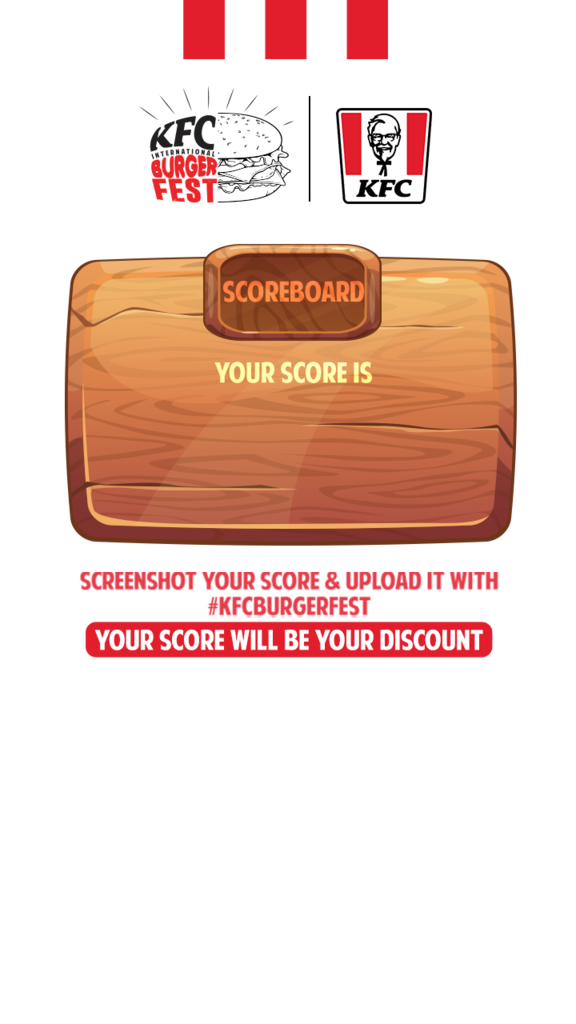 KFC
INTERNATIONAL
BURGER
FEST
KFC
SCOREBOARD
YOUR SCORE IS
SCREENSHOT YOUR SCORE & UPLOAD IT WITH
#KFCBURGERFEST
YOUR SCORE WILL BE YOUR DISCOUNT